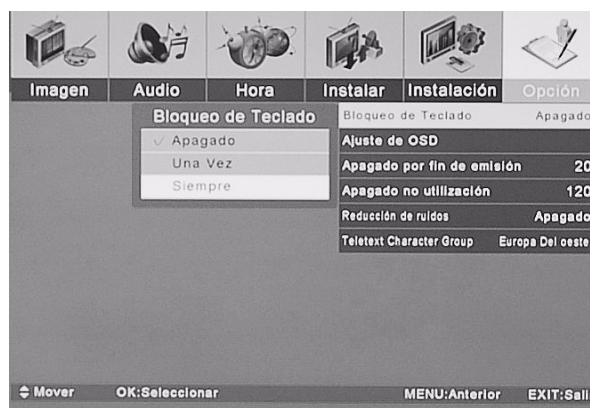 Imagen Audio Hora Instalar Instalación Opción
Bloqueo de Teclado
Apagado
Una Vez
Siempre
Bloqueo de Teclado Apagado
Ajuste de OSD
Apagado por fin de emisión 20
Apagado no utilización 120
Reducción de ruidos Apagado
Teletext Character Group Europa Del oeste
Mover OK:Seleccionar MENU:Anterior EXIT:Sali